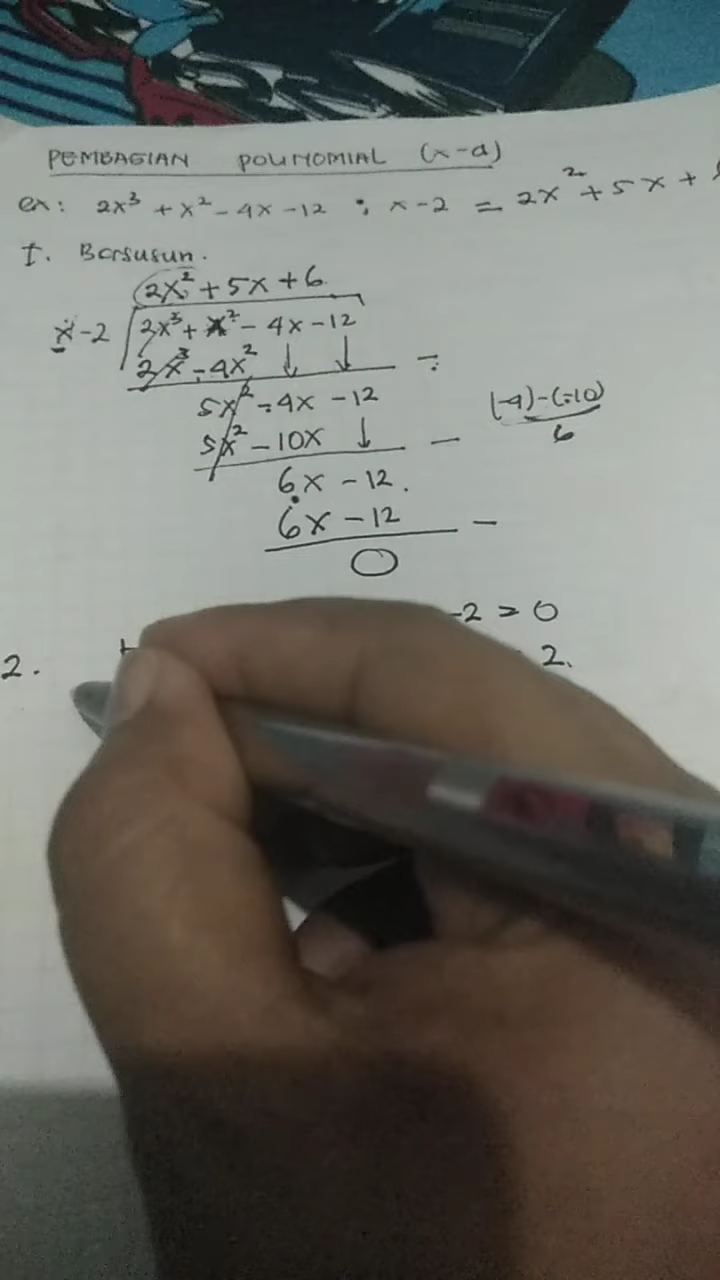 PEMBAGIAN POLINOMIAL (x-a)
ex: 2x³ + x² - 4x - 12 : x - 2 = 2x² + 5x +
I. Bersusun.
2x² + 5x + 6
x - 2 2x³ + x² - 4x - 12
2x³ - 4x² -
5x² - 4x - 12
(-4) - (-10)
5x² - 10x -
6
6x - 12.
6x - 12 -
0
-2 = 0
2. 2.